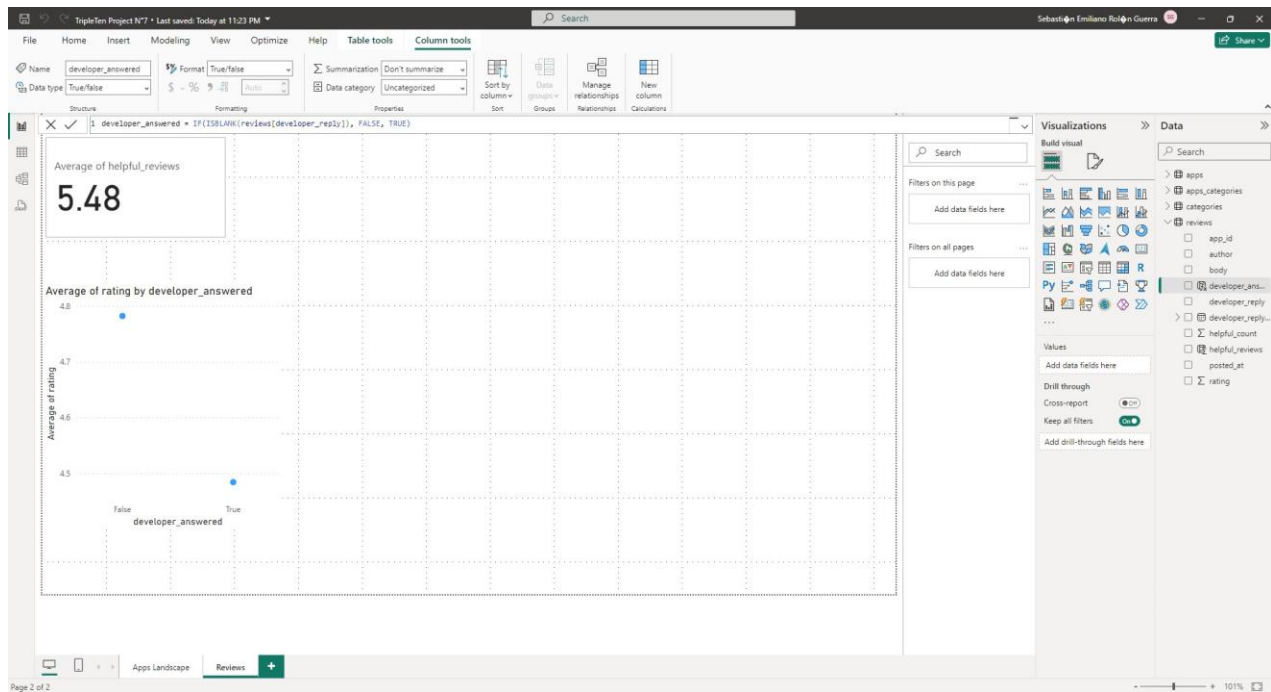 TripleTen Project N°7 • Last saved: Today at 11:23 PM
Search
Sebasti�n Emiliano Rol�n Guerra
File Home Insert Modeling View Optimize Help Table tools Column tools
Share
Name developer_answered
Format True/false
Summarization Don't summarize
Data type True/false
$ - % 9 Auto
Data category Uncategorized
Sort by column
Data groups
Manage relationships
New column
Structure Formatting Properties Sort Groups Relationships Calculations
1 developer_answered = IF(ISBLANK(reviews[developer_reply]), FALSE, TRUE)
Average of helpful_reviews
5.48
Average of rating by developer_answered
4.8
4.7
4.6
4.5
Average of rating
False True
developer_answered
Search
Filters on this page ...
Add data fields here
Filters on all pages ...
Add data fields here
Visualizations
Build visual
R
Py
...
Values
Add data fields here
Drill through
Cross-report Off
Keep all filters On
Add drill-through fields here
Data
Search
apps
apps_categories
categories
reviews
app_id
author
body
developer_ans...
developer_reply
developer_reply...
helpful_count
helpful_reviews
posted_at
rating
Apps Landscape Reviews +
Page 2 of 2
101%